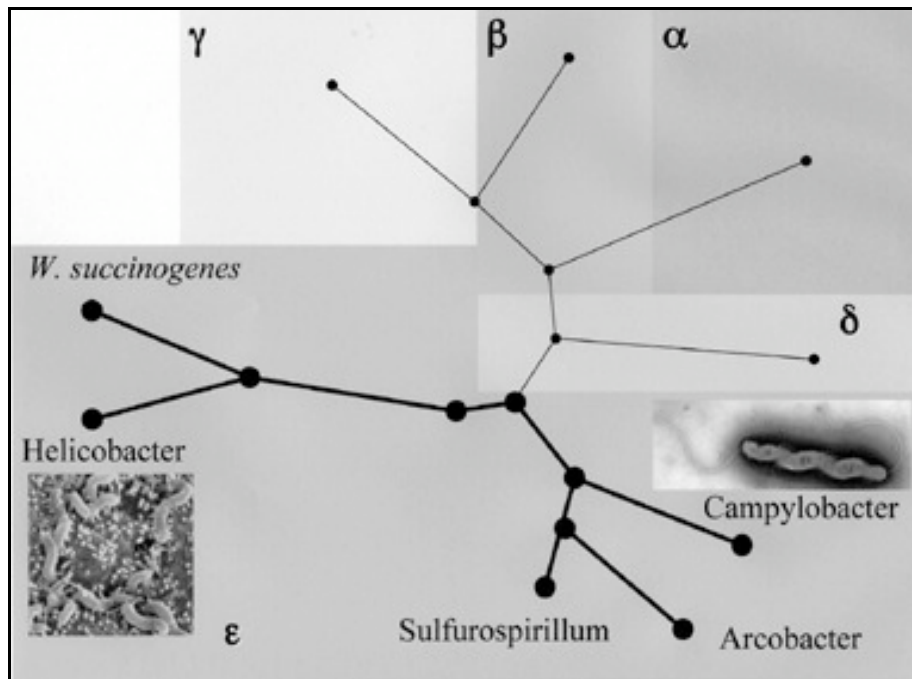 γ
β
α
W. succinogenes
δ
Helicobacter
Campylobacter
Sulfurospirillum
Arcobacter
ε